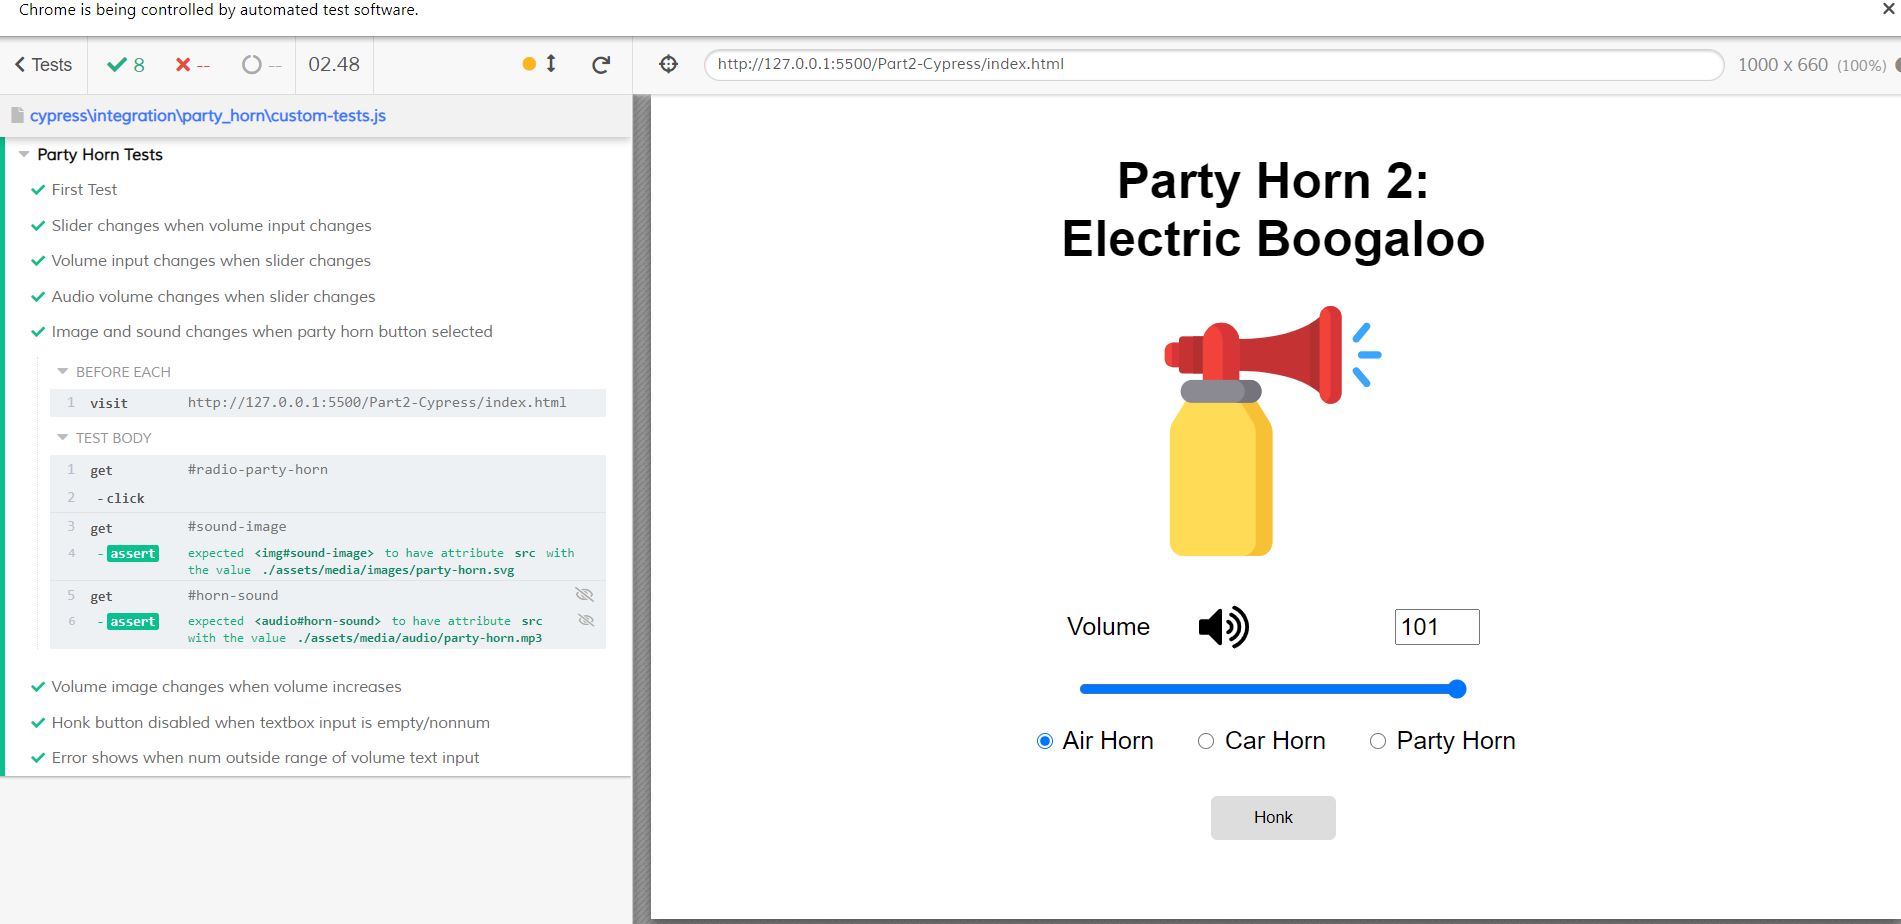 Chrome is being controlled by automated test software.
Tests 8 -- -- 02.48
http://127.0.0.1:5500/Part2-Cypress/index.html 1000 x 660 (100%)
cypress\integration\party_horn\custom-tests.js
Party Horn Tests
First Test
Slider changes when volume input changes
Volume input changes when slider changes
Audio volume changes when slider changes
Image and sound changes when party horn button selected
BEFORE EACH
1 visit http://127.0.0.1:5500/Part2-Cypress/index.html
TEST BODY
1 get #radio-party-horn
2 -click
3 get #sound-image
4 -assert expected <img#sound-image> to have attribute src with
the value ./assets/media/images/party-horn.svg
5 get #horn-sound
6 -assert expected <audio#horn-sound> to have attribute src
with the value ./assets/media/audio/party-horn.mp3
Volume image changes when volume increases
Honk button disabled when textbox input is empty/nonnum
Error shows when num outside range of volume text input
Party Horn 2:
Electric Boogaloo
Volume 101
Air Horn Car Horn Party Horn
Honk